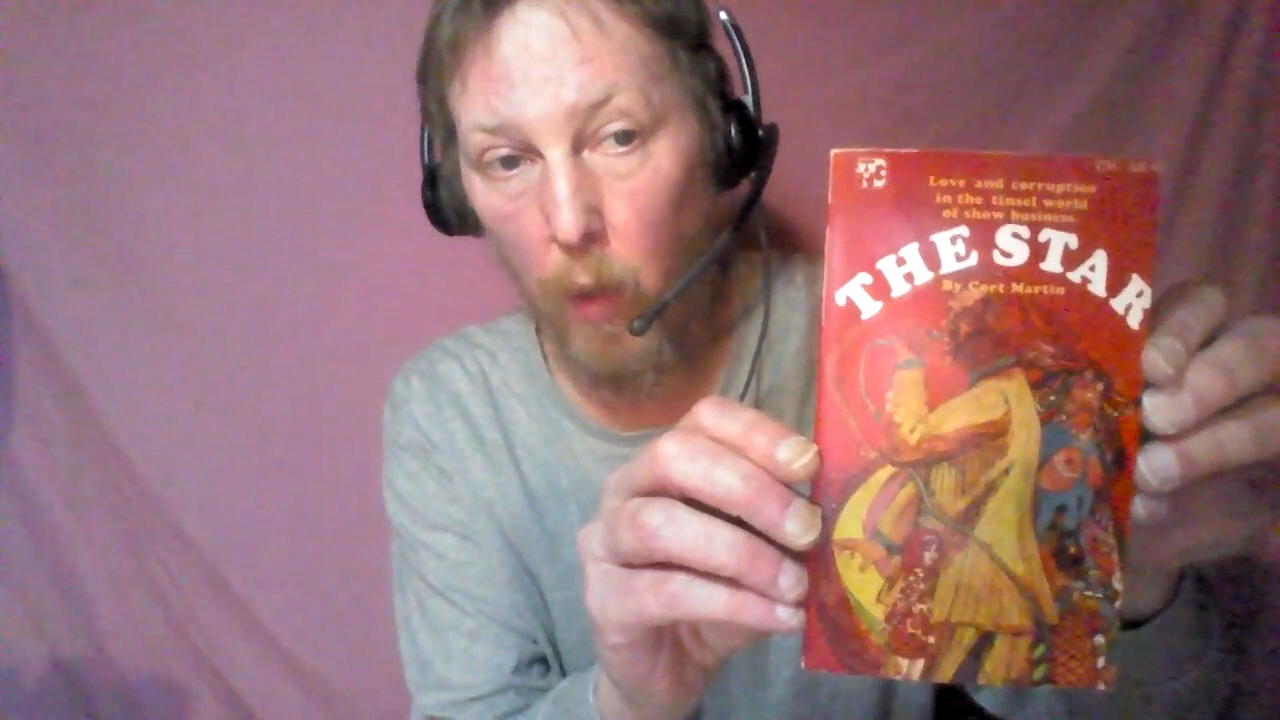 Love and corruption
in the tinsel world
of show business.
THE STAR
By Cort Martin